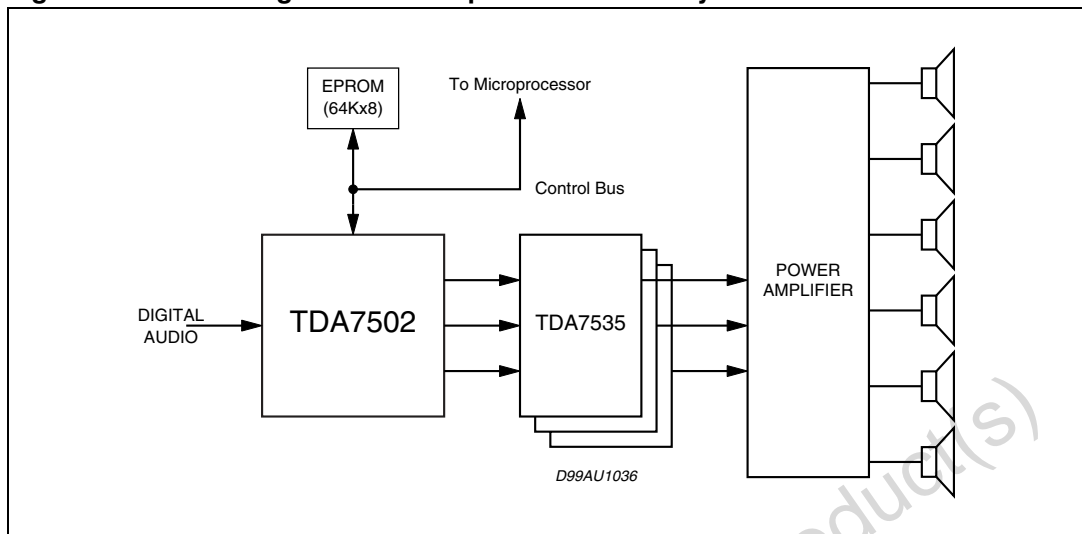 EPROM
(64Kx8)
To Microprocessor
Control Bus
DIGITAL
AUDIO
TDA7502
TDA7535
POWER
AMPLIFIER
D99AU1036